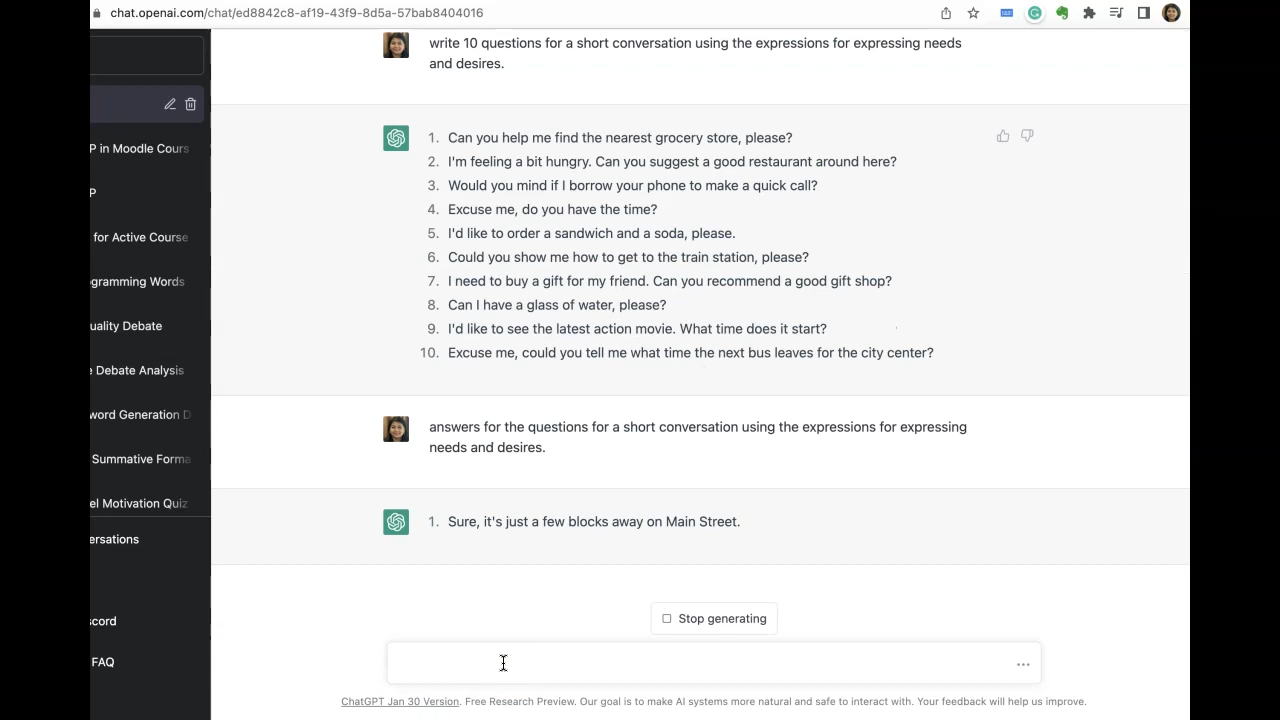 chat.openai.com/chat/ed8842c8-af19-43f9-8d5a-57bab8404016
write 10 questions for a short conversation using the expressions for expressing needs
and desires.
1. Can you help me find the nearest grocery store, please?
2. I'm feeling a bit hungry. Can you suggest a good restaurant around here?
3. Would you mind if I borrow your phone to make a quick call?
4. Excuse me, do you have the time?
5. I'd like to order a sandwich and a soda, please.
6. Could you show me how to get to the train station, please?
7. I need to buy a gift for my friend. Can you recommend a good gift shop?
8. Can I have a glass of water, please?
9. I'd like to see the latest action movie. What time does it start?
10. Excuse me, could you tell me what time the next bus leaves for the city center?
answers for the questions for a short conversation using the expressions for expressing
needs and desires.
1. Sure, it's just a few blocks away on Main Street.
Stop generating
...
ChatGPT Jan 30 Version. Free Research Preview. Our goal is to make AI systems more natural and safe to interact with. Your feedback will help us improve.
P in Moodle Cours
P
for Active Course
gramming Words
uality Debate
e Debate Analysis
word Generation D
Summative Forma
el Motivation Quiz
ersations
scord
FAQ